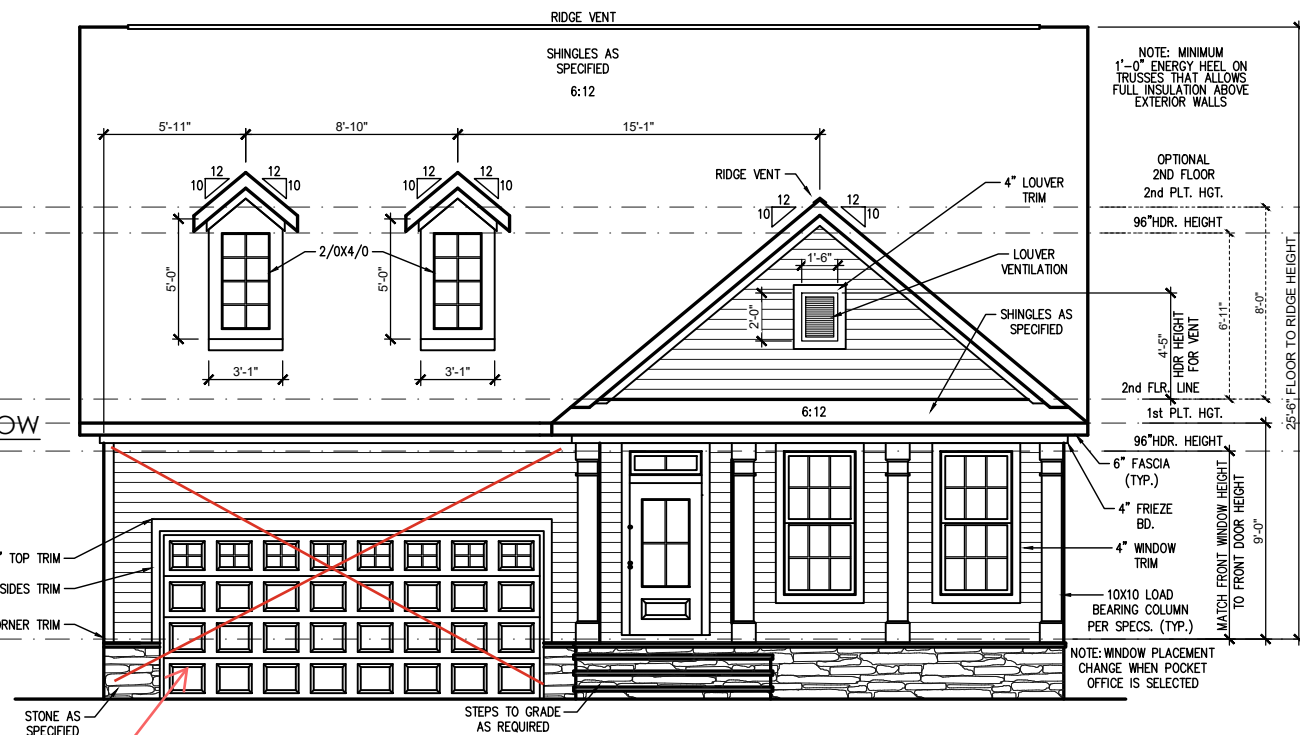 RIDGE VENT
SHINGLES AS
SPECIFIED
6:12
NOTE: MINIMUM
1'-0" ENERGY HEEL ON
TRUSSES THAT ALLOWS
FULL INSULATION ABOVE
EXTERIOR WALLS
5'-11"
8'-10"
15'-1"
OPTIONAL
2ND FLOOR
2nd PLT. HGT.
12
12
10
10
12
12
10
10
RIDGE VENT
12
12
10
10
4" LOUVER
TRIM
96"HDR. HEIGHT
2/0X4/0
5'-0"
5'-0"
1'-6"
2'-0"
LOUVER
VENTILATION
SHINGLES AS
SPECIFIED
4'-5"
HDR HEIGHT
FOR VENT
6'-11"
8'-0"
25'-6" FLOOR TO RIDGE HEIGHT
3'-1"
3'-1"
2nd FLR. LINE
6:12
1st PLT. HGT.
OW
96"HDR. HEIGHT
6" FASCIA
(TYP.)
4" FRIEZE
BD.
4" WINDOW
TRIM
MATCH FRONT WINDOW HEIGHT
TO FRONT DOOR HEIGHT
9'-0"
" TOP TRIM
SIDES TRIM
ORNER TRIM
10X10 LOAD
BEARING COLUMN
PER SPECS. (TYP.)
NOTE: WINDOW PLACEMENT
CHANGE WHEN POCKET
OFFICE IS SELECTED
STONE AS
SPECIFIED
STEPS TO GRADE
AS REQUIRED